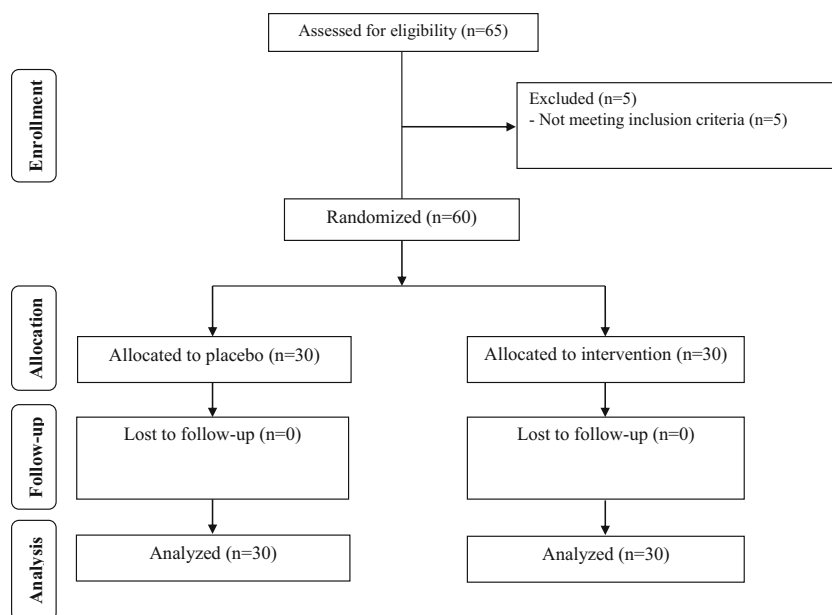 Assessed for eligibility (n=65)
Enrollment
Excluded (n=5)
- Not meeting inclusion criteria (n=5)
Randomized (n=60)
Allocation
Allocated to placebo (n=30)
Allocated to intervention (n=30)
Follow-up
Lost to follow-up (n=0)
Lost to follow-up (n=0)
Analysis
Analyzed (n=30)
Analyzed (n=30)